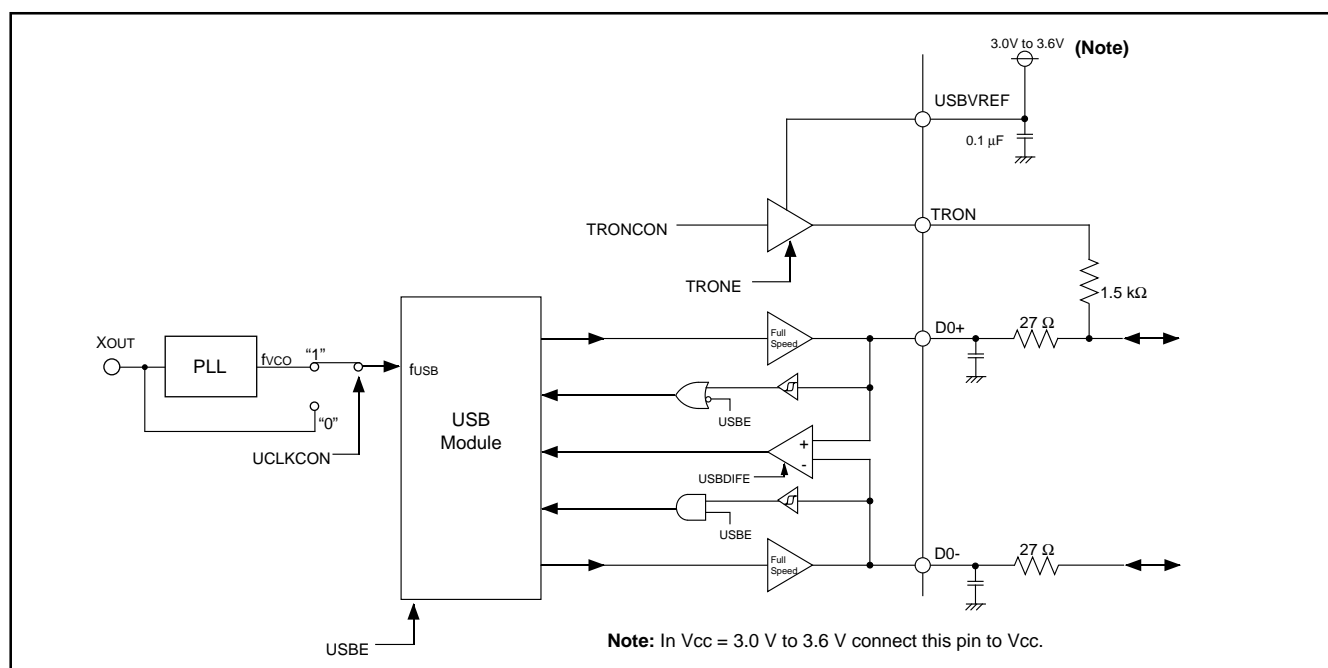 3.0V to 3.6V (Note)
USBVREF
0.1 μF
TRONCON
TRON
TRONE
1.5 kΩ
D0+
27 Ω
Full Speed
XOUT
PLL
fVCO
"1"
fUSB
"0"
UCLKCON
USB
Module
USBE
+
-
USBDIFE
USBE
Full Speed
D0-
27 Ω
USBE
Note: In Vcc = 3.0 V to 3.6 V connect this pin to Vcc.